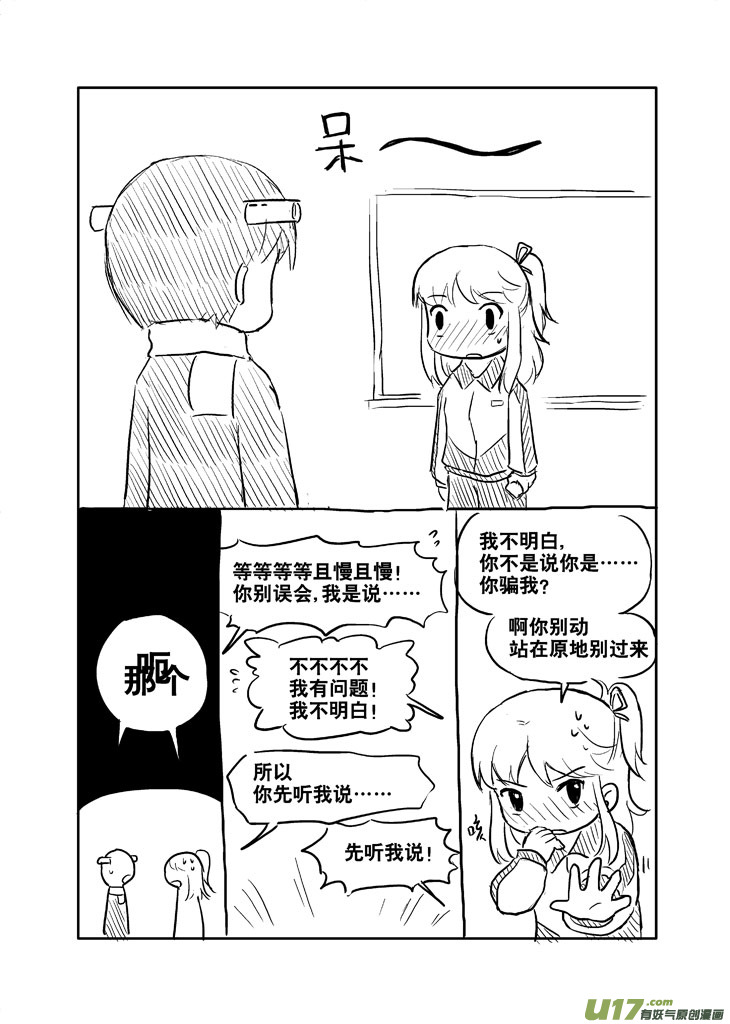 呆～
呃
那个
等等等等且慢且慢！
你别误会，我是说……
不不不不
我有问题！
我不明白！
所以
你先听我说……
先听我说！
我不明白，
你不是说你是……
你骗我？
啊你别动
站在原地别过来
咳
U17.com
有妖气原创漫画